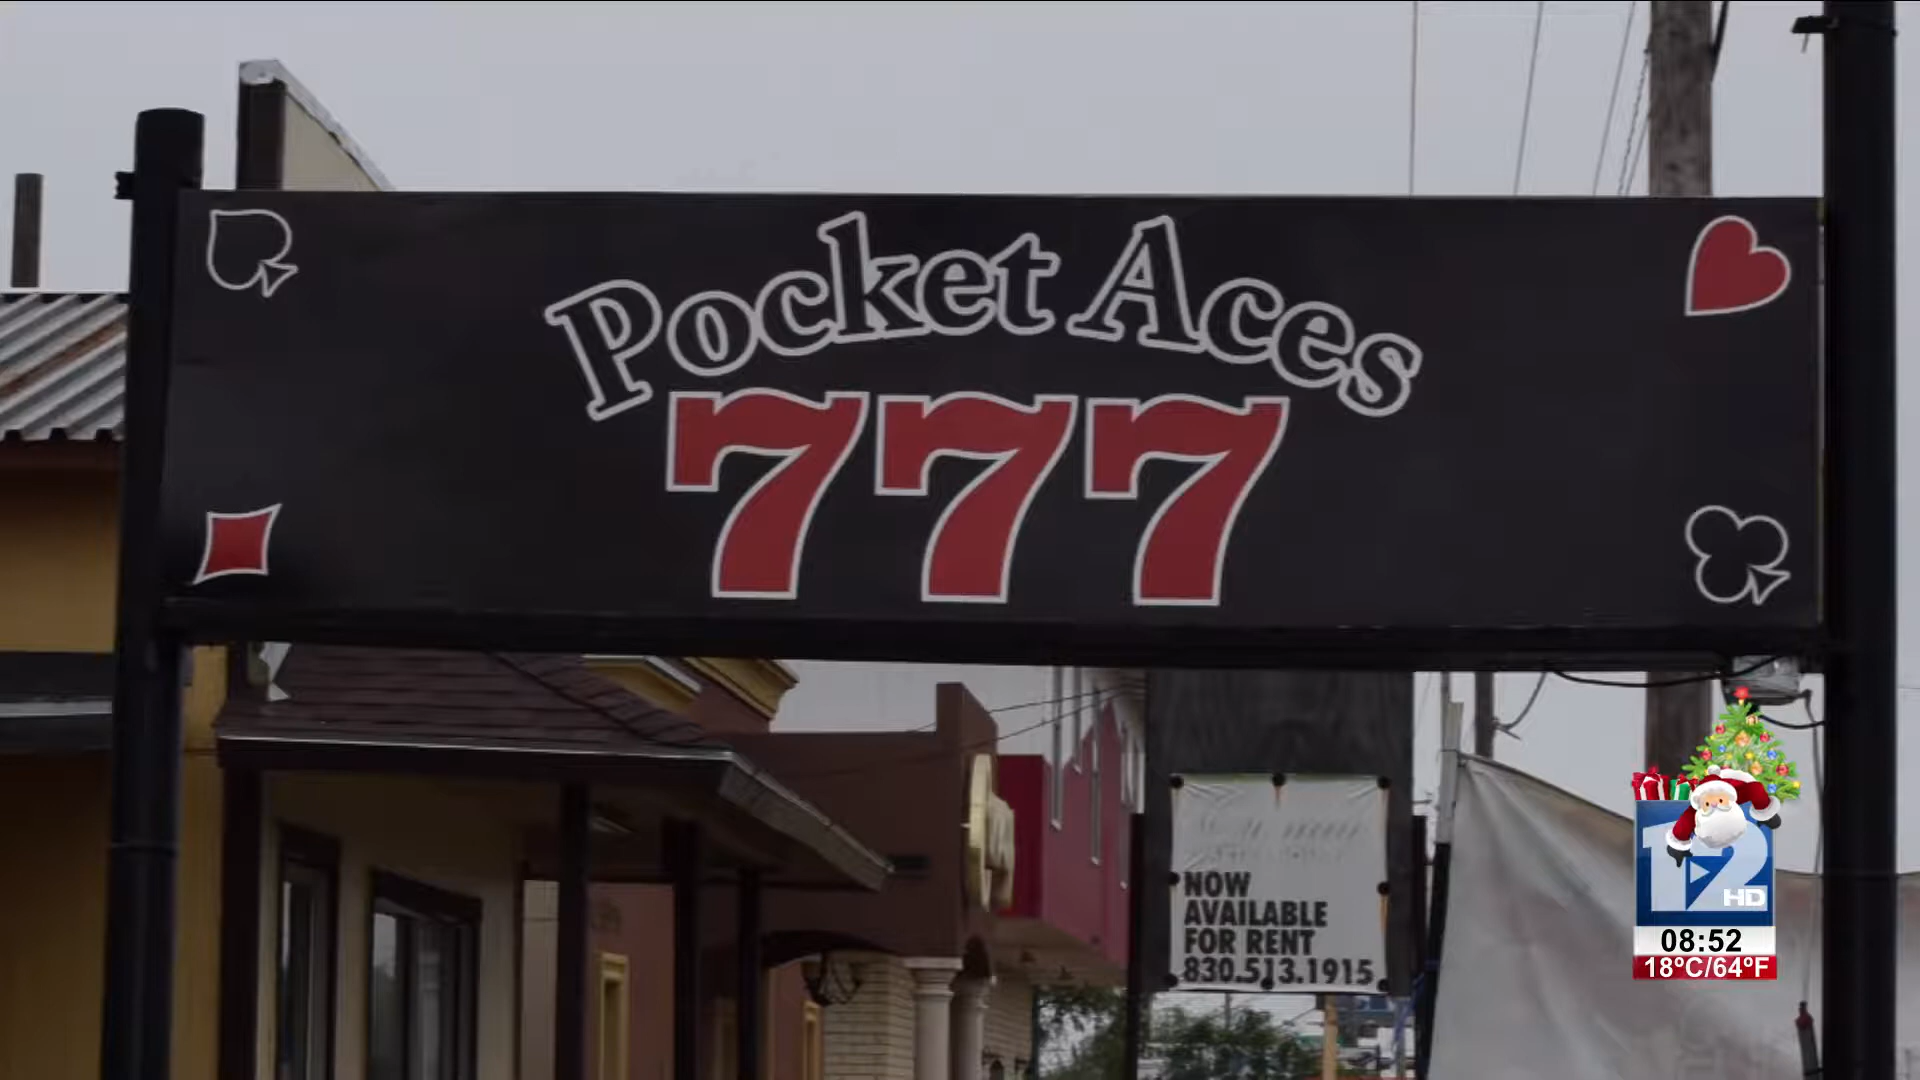 Pocket Aces
777
NOW
AVAILABLE
FOR RENT
830.513.1915
12
HD
08:52
18°C/64°F